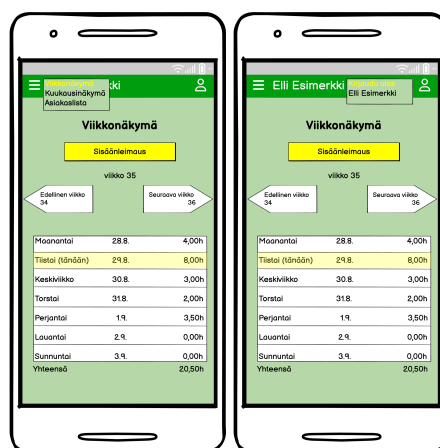 Viikkonäkymä
Kuukausinäkymä
Asiakaslista
Viikkonäkymä
Sisäänleimaus
viikko 35
Edellinen viikko
34
Seuraava viikko
36
Maanantai 28.8. 4,00h
Tiistai (tänään) 29.8. 8,00h
Keskiviikko 30.8. 3,00h
Torstai 31.8. 2,00h
Perjantai 1.9. 3,50h
Lauantai 2.9. 0,00h
Sunnuntai 3.9. 0,00h
Yhteensä 20,50h
Elli Esimerkki
Elli Esimerkki
Viikkonäkymä
Sisäänleimaus
viikko 35
Edellinen viikko
34
Seuraava viikko
36
Maanantai 28.8. 4,00h
Tiistai (tänään) 29.8. 8,00h
Keskiviikko 30.8. 3,00h
Torstai 31.8. 2,00h
Perjantai 1.9. 3,50h
Lauantai 2.9. 0,00h
Sunnuntai 3.9. 0,00h
Yhteensä 20,50h